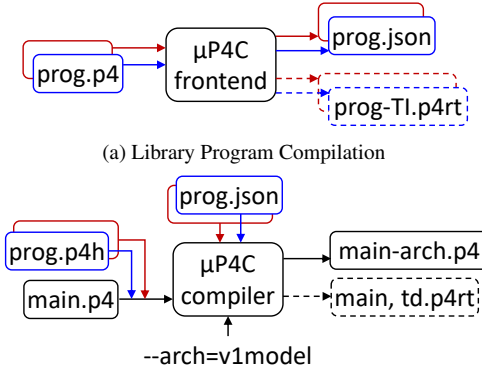 prog.p4
μP4C
frontend
prog.json
prog-TI.p4rt
(a) Library Program Compilation
prog.json
prog.p4h
main.p4
μP4C
compiler
main-arch.p4
main, td.p4rt
--arch=v1model